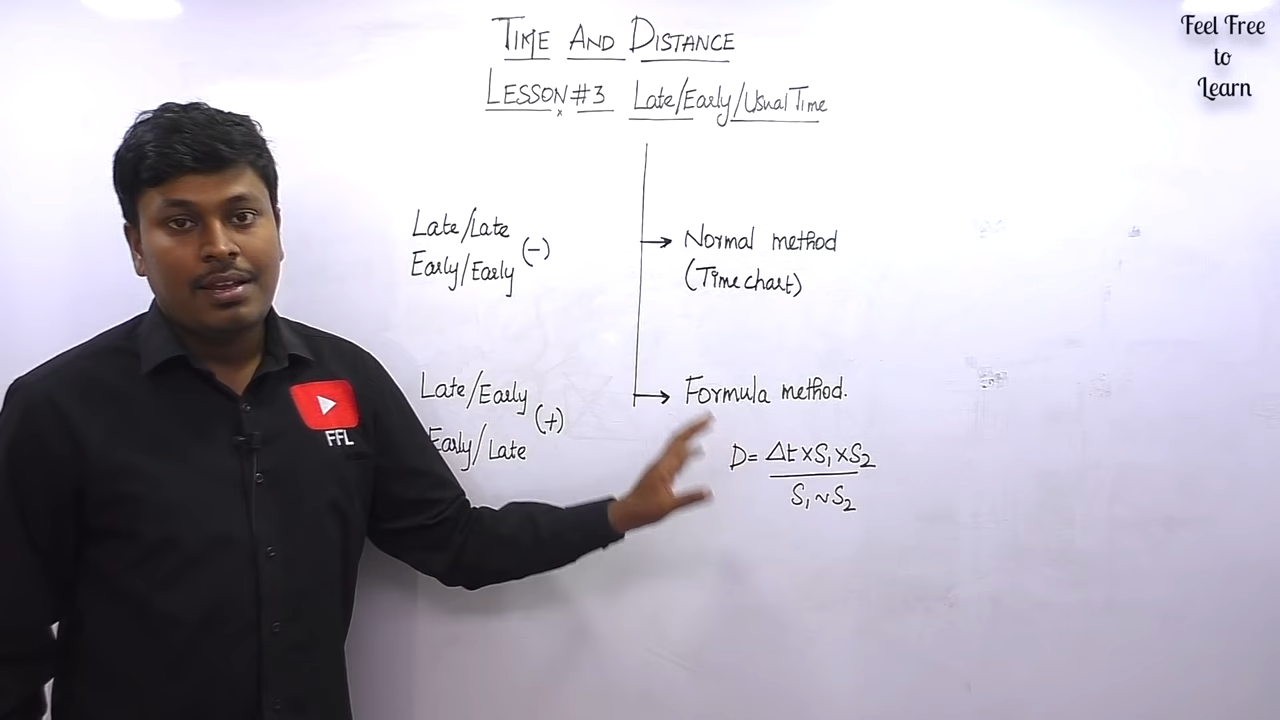 TIME AND DISTANCE
LESSON #3 Late/Early/Usual Time
Late/Late
Early/Early (-)
Late/Early
Early/Late (+)
Normal method
(Time chart)
Formula method.
D= Δt×S₁×S₂
S₁~S₂
FFL
Feel Free
to
Learn